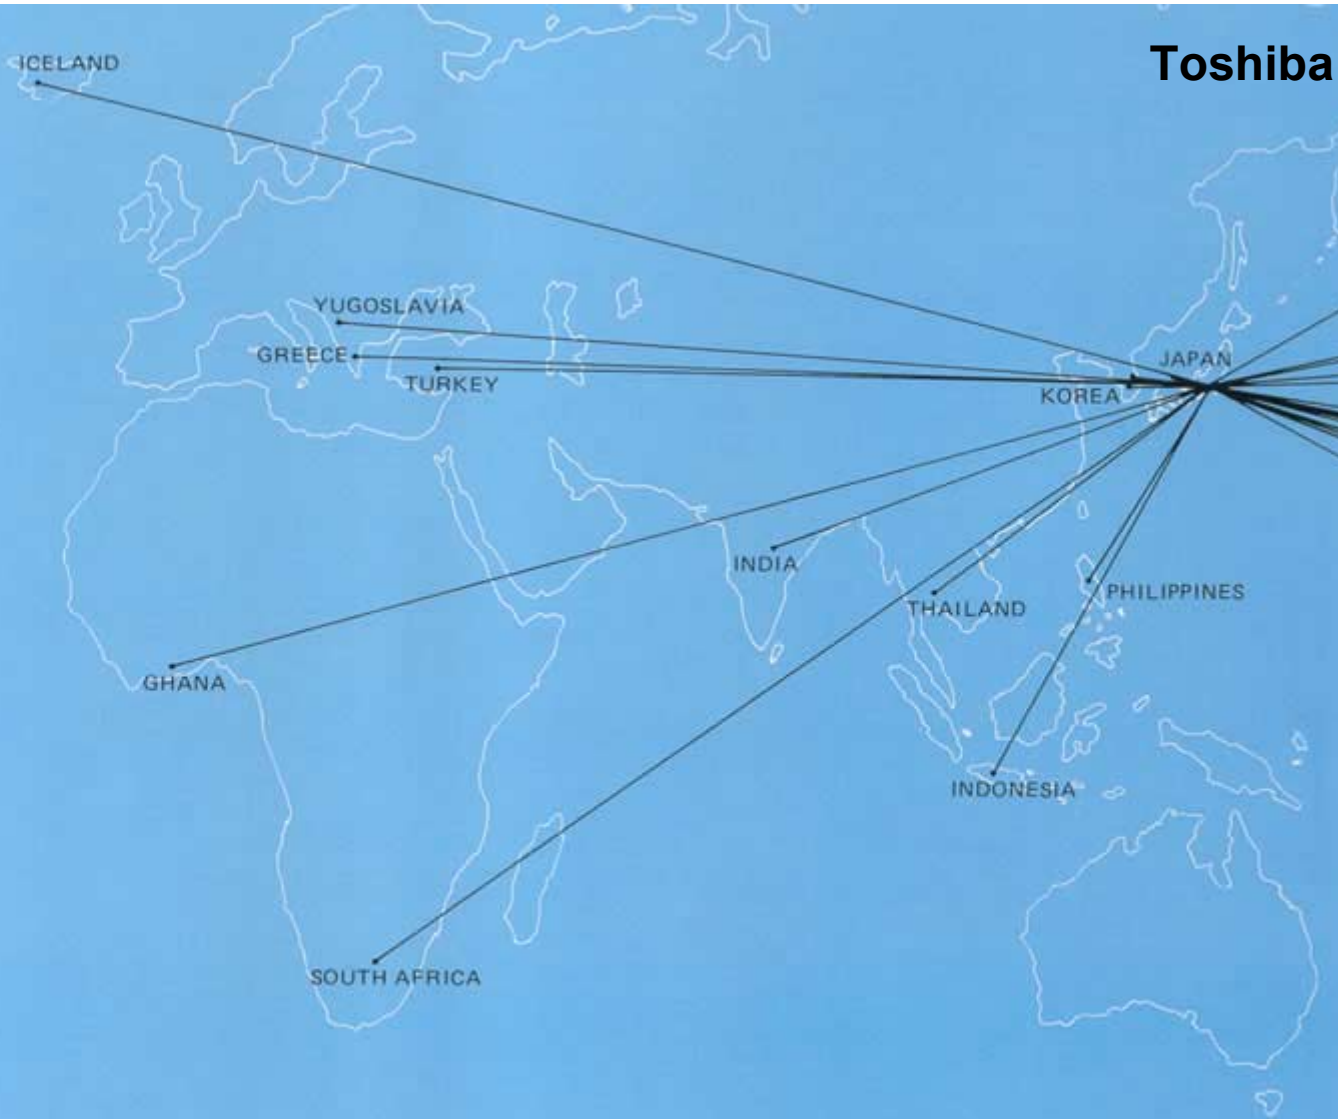 Toshiba
ICELAND
YUGOSLAVIA
GREECE
TURKEY
JAPAN
KOREA
INDIA
THAILAND
PHILIPPINES
GHANA
INDONESIA
SOUTH AFRICA